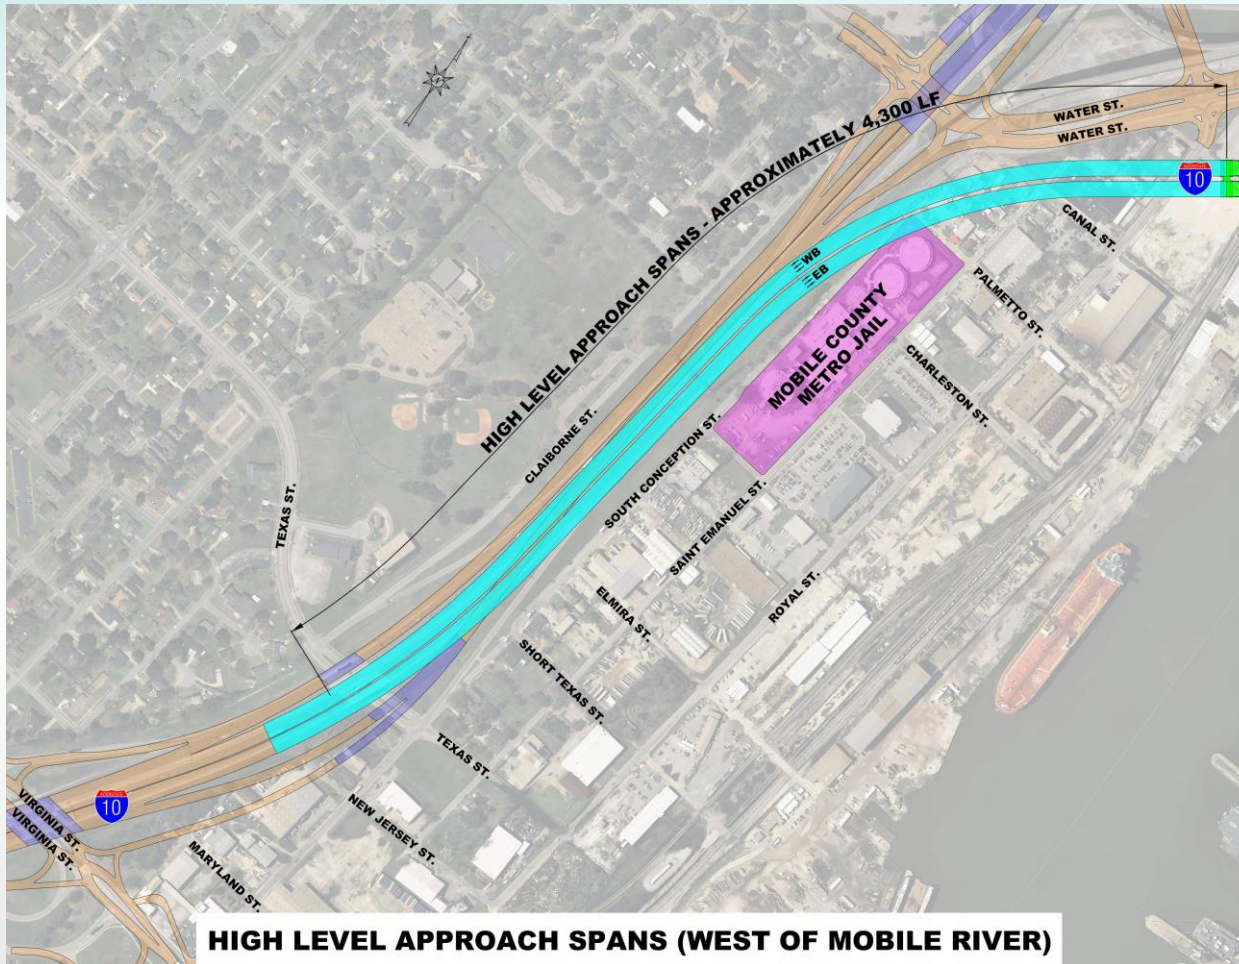 WATER ST.
WATER ST.
10
HIGH LEVEL APPROACH SPANS - APPROXIMATELY 4,300 LF
CANAL ST.
WB
EB
PALMETTO ST.
MOBILE COUNTY
METRO JAIL
CHARLESTON ST.
CLAIBORNE ST.
SOUTH CONCEPTION ST.
TEXAS ST.
SAINT EMANUEL ST.
ROYAL ST.
ELMIRA ST.
SHORT TEXAS ST.
TEXAS ST.
10
VIRGINIA ST.
VIRGINIA ST.
NEW JERSEY ST.
MARYLAND ST.
HIGH LEVEL APPROACH SPANS (WEST OF MOBILE RIVER)